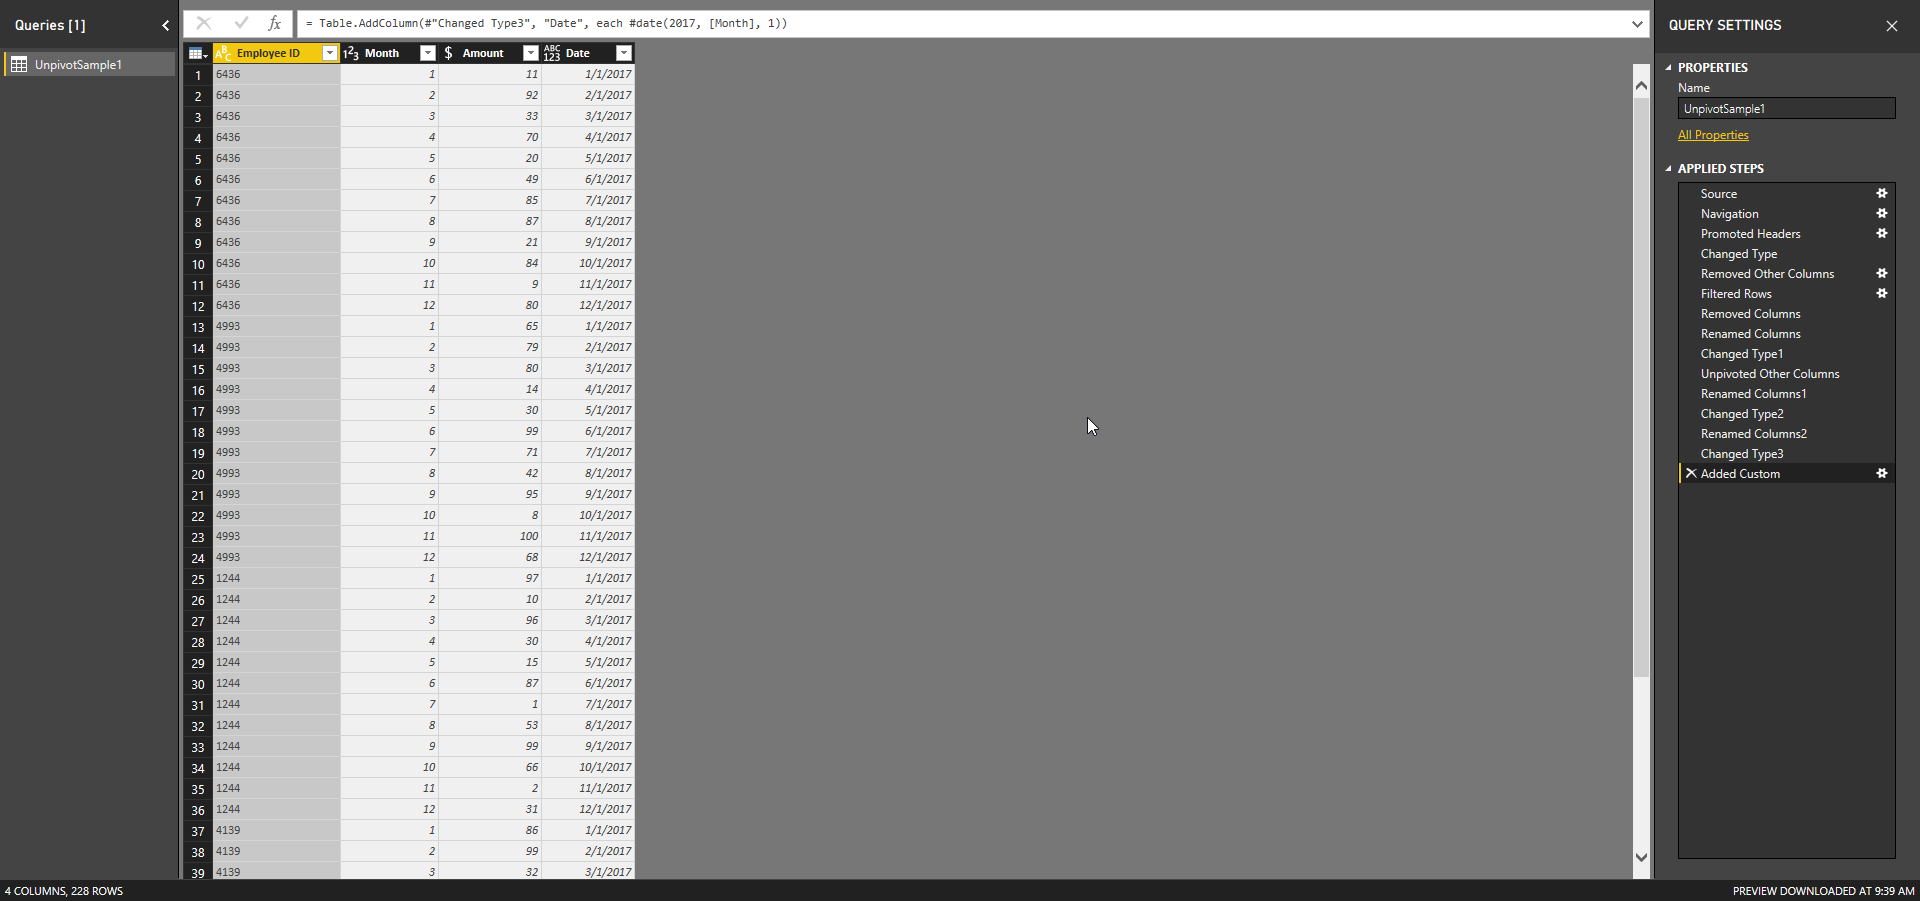 Queries [1]
UnpivotSample1
fx = Table.AddColumn(#"Changed Type3", "Date", each #date(2017, [Month], 1))
ABC Employee ID 123 Month $ Amount ABC 123 Date
1 6436 1 11 1/1/2017
2 6436 2 92 2/1/2017
3 6436 3 33 3/1/2017
4 6436 4 70 4/1/2017
5 6436 5 20 5/1/2017
6 6436 6 49 6/1/2017
7 6436 7 85 7/1/2017
8 6436 8 87 8/1/2017
9 6436 9 21 9/1/2017
10 6436 10 84 10/1/2017
11 6436 11 9 11/1/2017
12 6436 12 80 12/1/2017
13 4993 1 65 1/1/2017
14 4993 2 79 2/1/2017
15 4993 3 80 3/1/2017
16 4993 4 14 4/1/2017
17 4993 5 30 5/1/2017
18 4993 6 99 6/1/2017
19 4993 7 71 7/1/2017
20 4993 8 42 8/1/2017
21 4993 9 95 9/1/2017
22 4993 10 8 10/1/2017
23 4993 11 100 11/1/2017
24 4993 12 68 12/1/2017
25 1244 1 97 1/1/2017
26 1244 2 10 2/1/2017
27 1244 3 96 3/1/2017
28 1244 4 30 4/1/2017
29 1244 5 15 5/1/2017
30 1244 6 87 6/1/2017
31 1244 7 1 7/1/2017
32 1244 8 53 8/1/2017
33 1244 9 99 9/1/2017
34 1244 10 66 10/1/2017
35 1244 11 2 11/1/2017
36 1244 12 31 12/1/2017
37 4139 1 86 1/1/2017
38 4139 2 99 2/1/2017
39 4139 3 32 3/1/2017
QUERY SETTINGS
PROPERTIES
Name
UnpivotSample1
All Properties
APPLIED STEPS
Source
Navigation
Promoted Headers
Changed Type
Removed Other Columns
Filtered Rows
Removed Columns
Renamed Columns
Changed Type1
Unpivoted Other Columns
Renamed Columns1
Changed Type2
Renamed Columns2
Changed Type3
Added Custom
4 COLUMNS, 228 ROWS
PREVIEW DOWNLOADED AT 9:39 AM